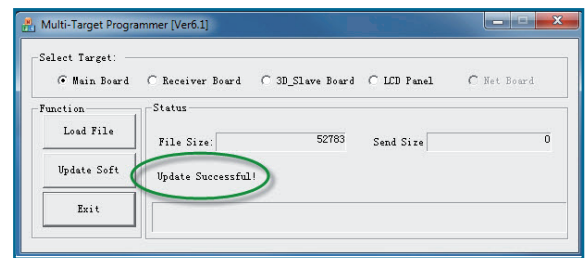 Multi-Target Programmer [Ver6.1]
Select Target:
Main Board Receiver Board 3D_Slave Board LCD Panel Net Board
Function
Status
Load File
File Size: 52783 Send Size 0
Update Soft
Update Successful!
Exit